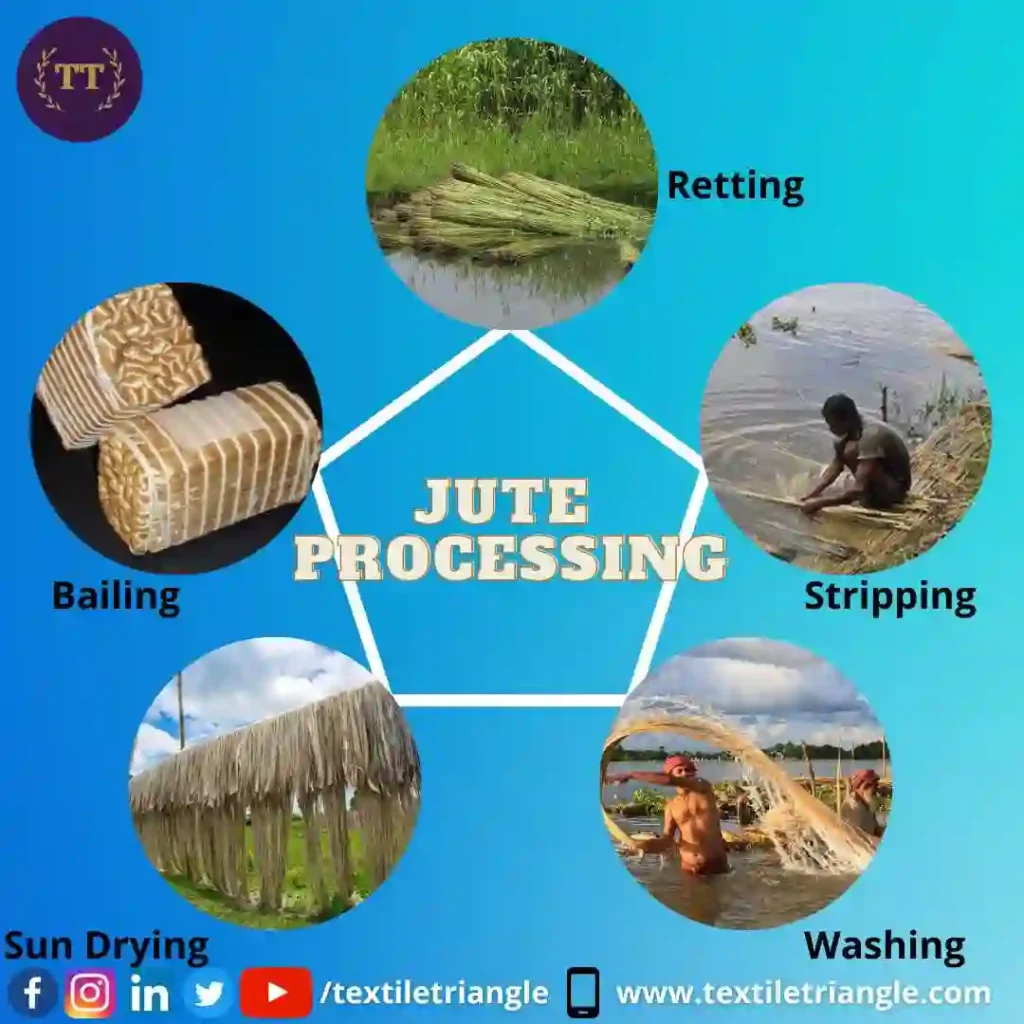 TT
Retting
JUTE
PROCESSING
Bailing
Stripping
Sun Drying
Washing
/textiletriangle
www.textiletriangle.com